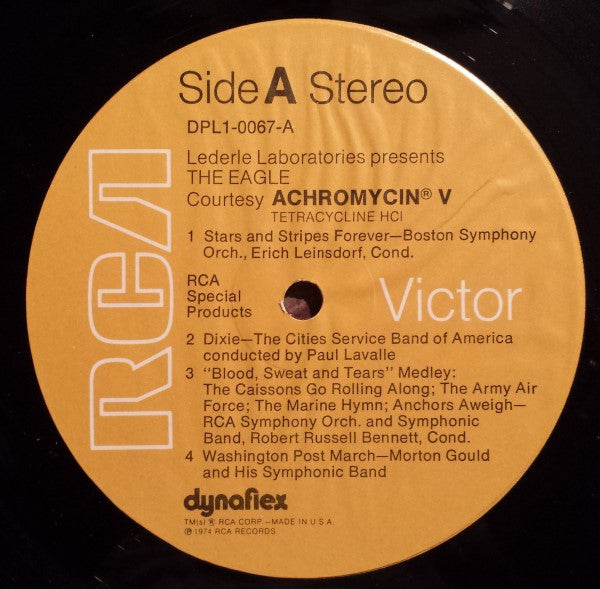 Side A Stereo
DPL1-0067-A
Lederle Laboratories presents
THE EAGLE
Courtesy ACHROMYCIN® V
TETRACYCLINE HCl
1 Stars and Stripes Forever—Boston Symphony
Orch., Erich Leinsdorf, Cond.
RCA
Special
Products
RCA
Victor
2 Dixie—The Cities Service Band of America
conducted by Paul Lavalle
3 "Blood, Sweat and Tears" Medley:
The Caissons Go Rolling Along; The Army Air
Force; The Marine Hymn; Anchors Aweigh—
RCA Symphony Orch. and Symphonic
Band, Robert Russell Bennett, Cond.
4 Washington Post March—Morton Gould
and His Symphonic Band
dynaflex
TM(s) ® RCA CORP.—MADE IN U.S.A.
℗ 1974 RCA RECORDS